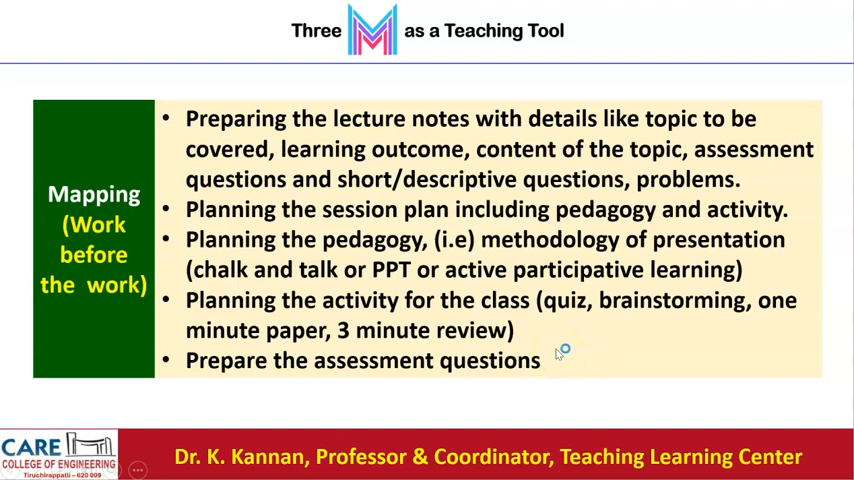 Three M as a Teaching Tool
Mapping
(Work
before
the work)
• Preparing the lecture notes with details like topic to be
covered, learning outcome, content of the topic, assessment
questions and short/descriptive questions, problems.
• Planning the session plan including pedagogy and activity.
• Planning the pedagogy, (i.e) methodology of presentation
(chalk and talk or PPT or active participative learning)
• Planning the activity for the class (quiz, brainstorming, one
minute paper, 3 minute review)
• Prepare the assessment questions
CARE
COLLEGE OF ENGINEERING
Tiruchirappalli – 620 009
Dr. K. Kannan, Professor & Coordinator, Teaching Learning Center